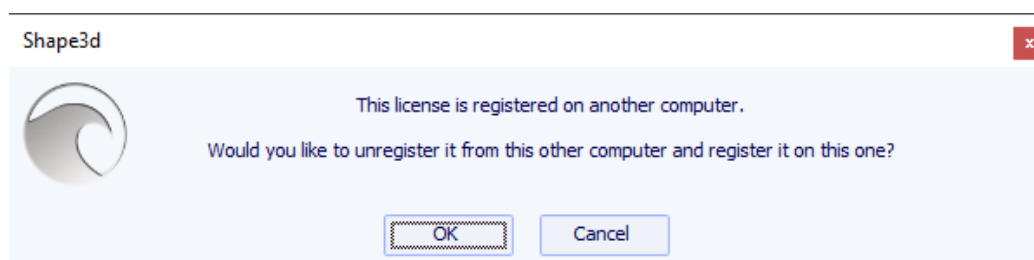 Shape3d
x
This license is registered on another computer.
Would you like to unregister it from this other computer and register it on this one?
OK
Cancel